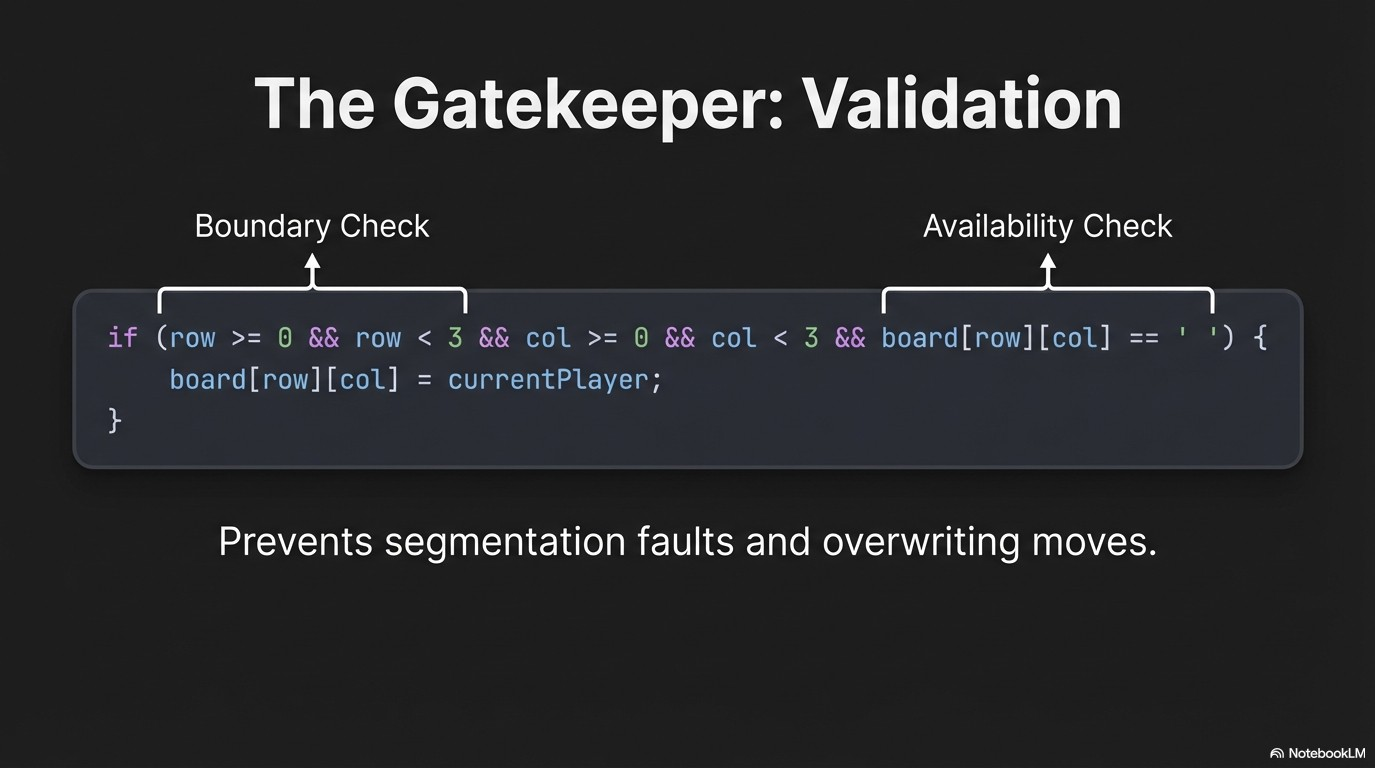 The Gatekeeper: Validation
Boundary Check
Availability Check
if (row >= 0 && row < 3 && col >= 0 && col < 3 && board[row][col] == ' ') {
    board[row][col] = currentPlayer;
}
Prevents segmentation faults and overwriting moves.
NotebookLM